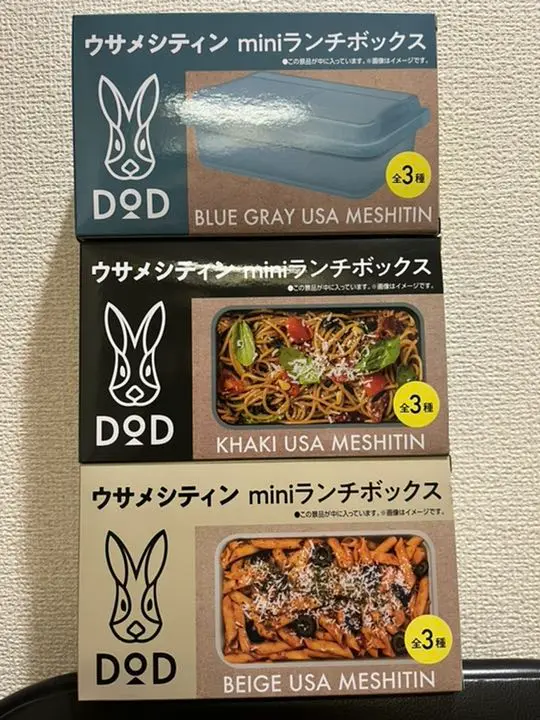 ウサメシティン miniランチボックス
●この景品が中に入っています。※画像はイメージです。
DOD
全3種
BLUE GRAY USA MESHITIN
ウサメシティン miniランチボックス
●この景品が中に入っています。※画像はイメージです。
DOD
全3種
KHAKI USA MESHITIN
ウサメシティン miniランチボックス
●この景品が中に入っています。※画像はイメージです。
DOD
全3種
BEIGE USA MESHITIN